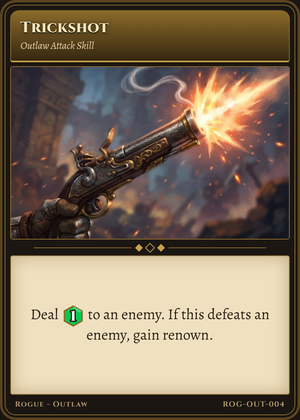 Trickshot
Outlaw Attack Skill
Deal 1 to an enemy. If this defeats an
enemy, gain renown.
Rogue - Outlaw
ROG-OUT-004